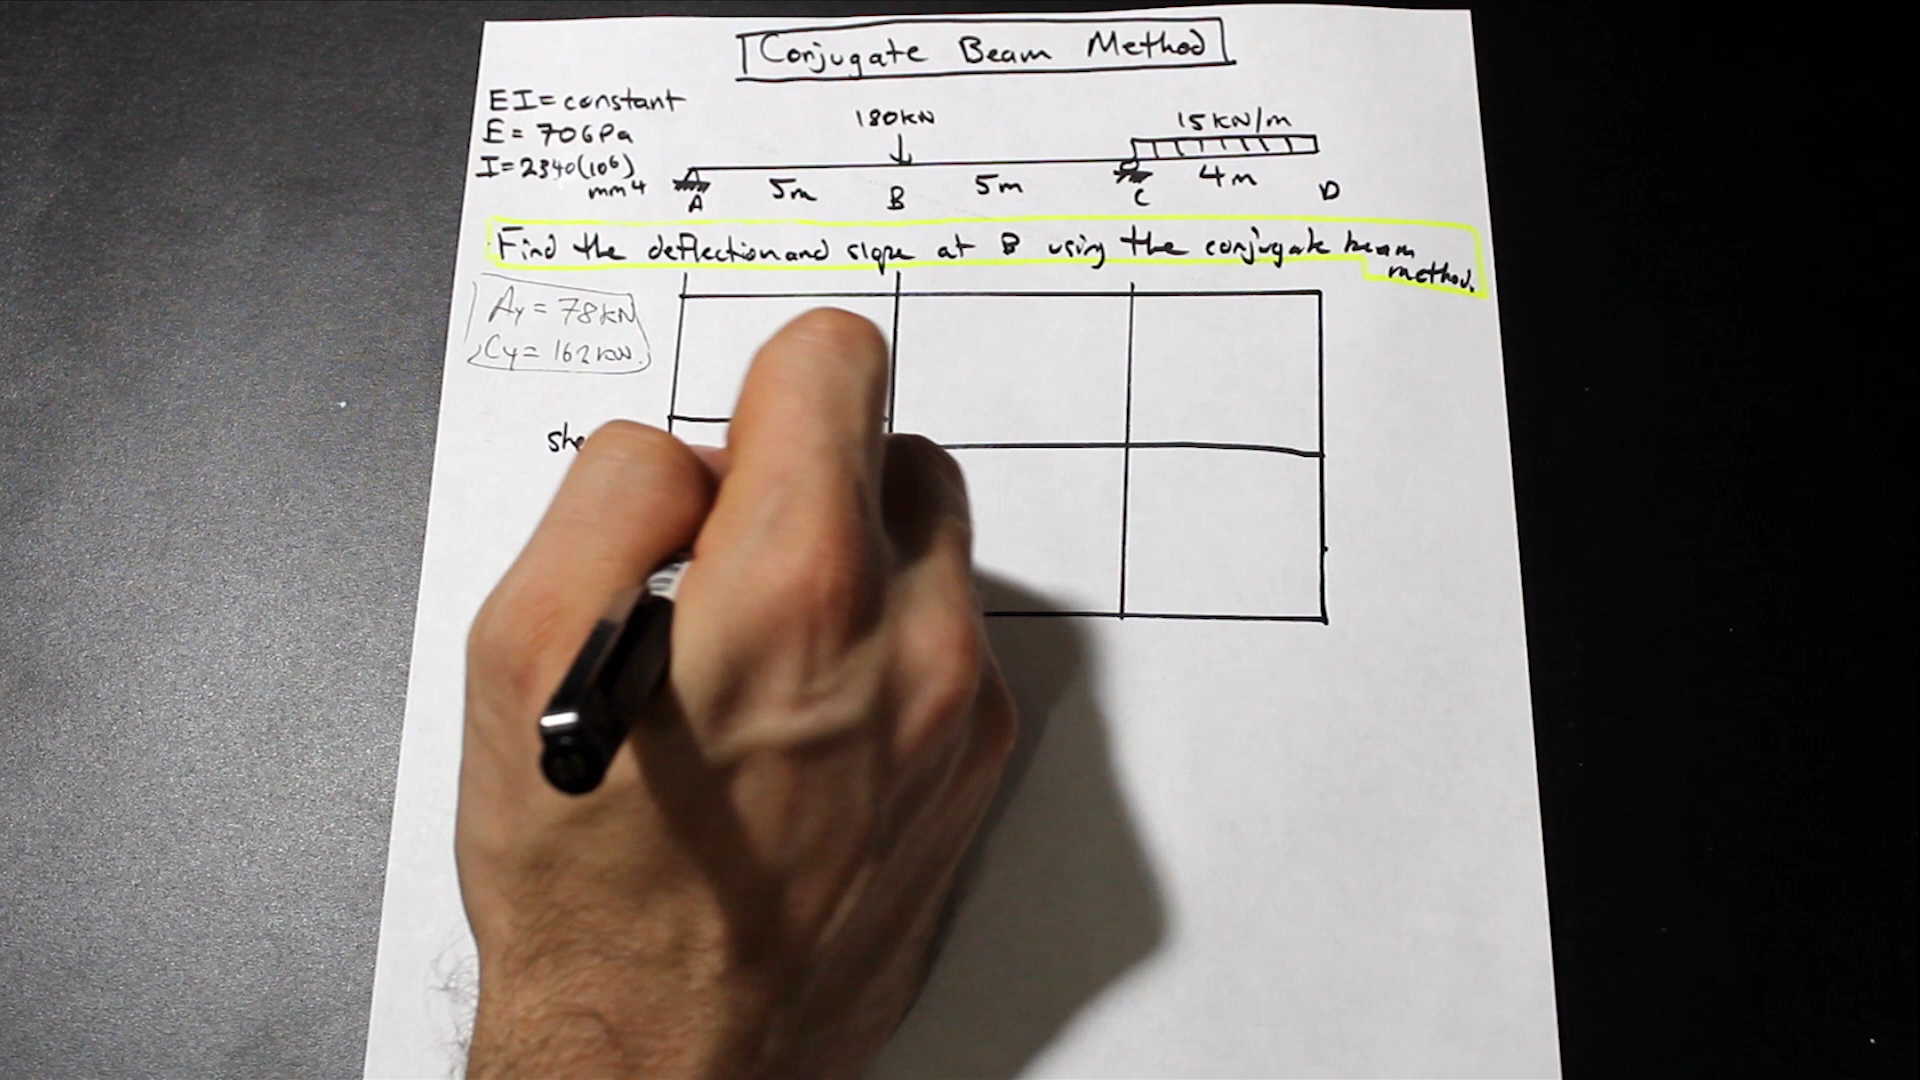 Conjugate Beam Method
EI = constant
E = 70GPa
I = 2340(10⁶)
mm⁴
180kN
15kN/m
5m
5m
4m
A
B
C
D
Find the deflection and slope at B using the conjugate beam
method.
Ay = 78kN
Cy = 162kN.